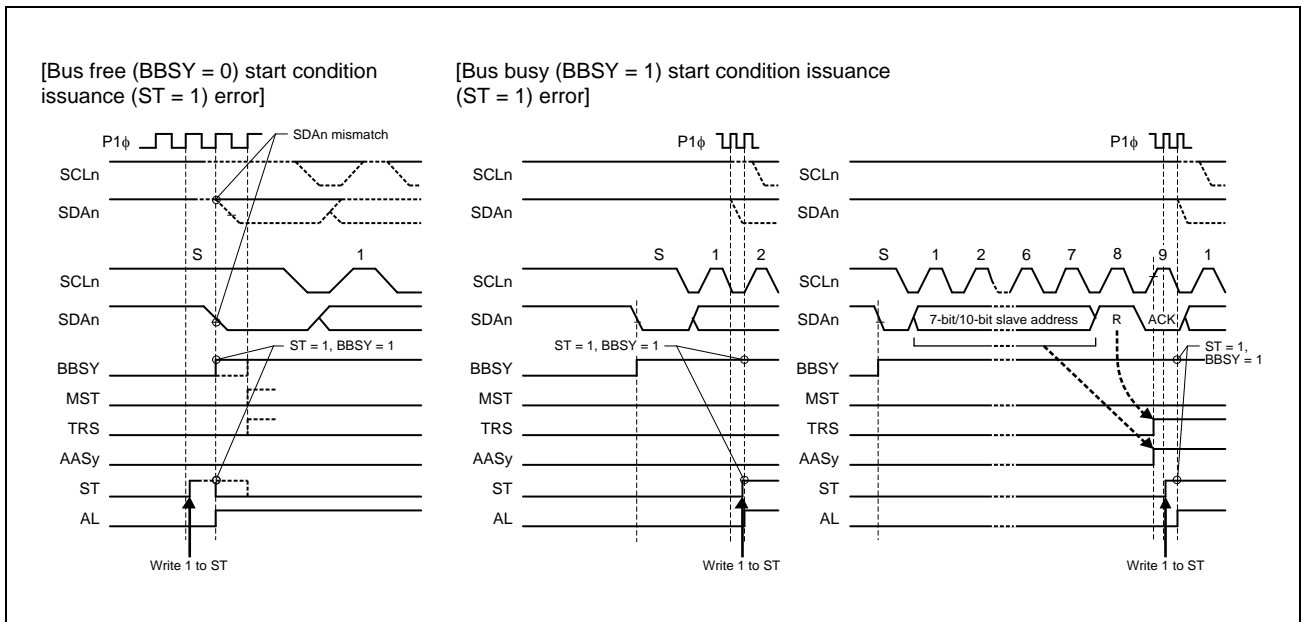 [Bus free (BBSY = 0) start condition
issuance (ST = 1) error]
P1ϕ
SDAn mismatch
SCLn
SDAn
S 1
SCLn
SDAn
ST = 1, BBSY = 1
BBSY
MST
TRS
AASy
ST
AL
Write 1 to ST
[Bus busy (BBSY = 1) start condition issuance
(ST = 1) error]
P1ϕ
SCLn
SDAn
S 1 2
SCLn
SDAn
ST = 1, BBSY = 1
BBSY
MST
TRS
AASy
ST
AL
Write 1 to ST
P1ϕ
SCLn
SDAn
S 1 2 6 7 8 9 1
SCLn
SDAn
7-bit/10-bit slave address R ACK
ST = 1,
BBSY = 1
BBSY
MST
TRS
AASy
ST
AL
Write 1 to ST